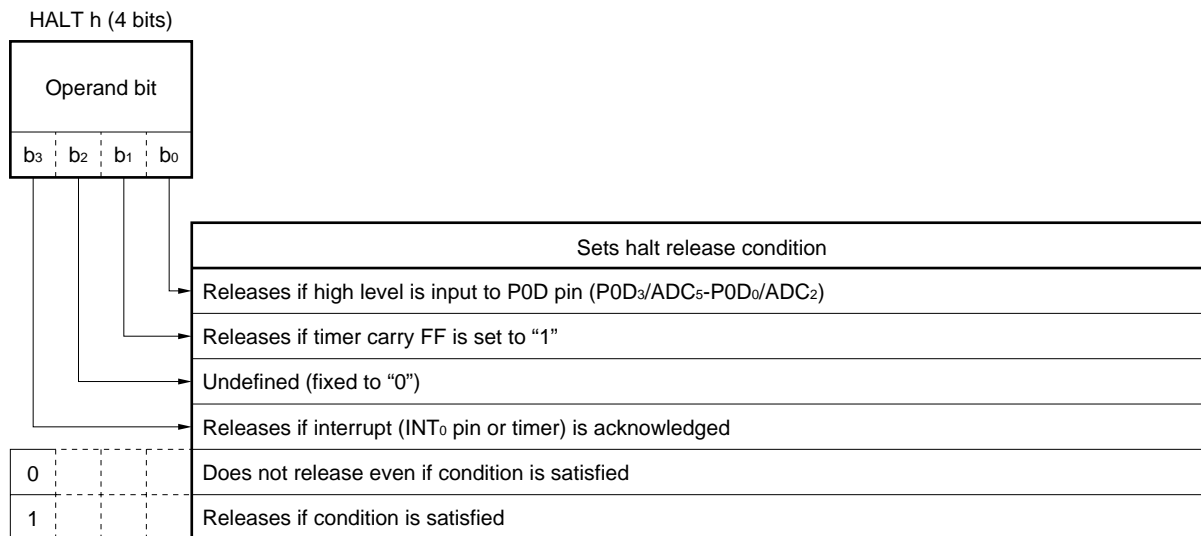 HALT h (4 bits)
Operand bit
b3 b2 b1 b0
Sets halt release condition
Releases if high level is input to P0D pin (P0D3/ADC5-P0D0/ADC2)
Releases if timer carry FF is set to “1”
Undefined (fixed to “0”)
Releases if interrupt (INT0 pin or timer) is acknowledged
0 Does not release even if condition is satisfied
1 Releases if condition is satisfied